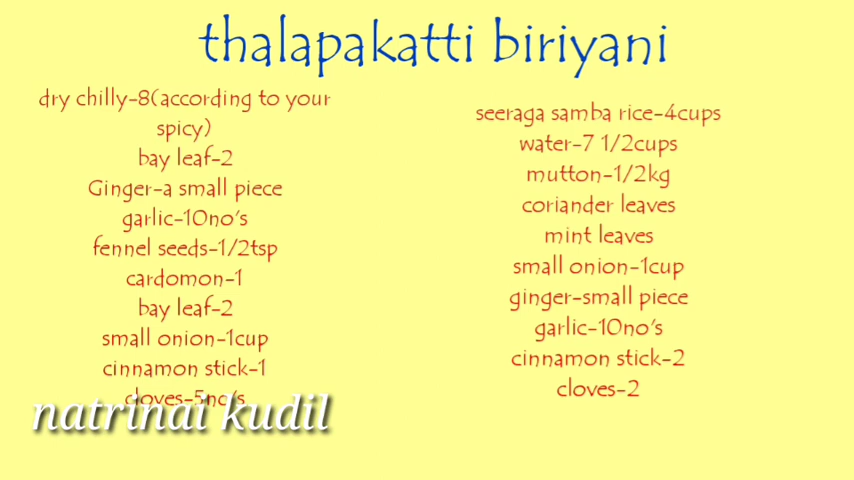 thalapakatti biriyani
dry chilly-8(according to your
spicy)
bay leaf-2
Ginger-a small piece
garlic-10no's
fennel seeds-1/2tsp
cardomon-1
bay leaf-2
small onion-1cup
cinnamon stick-1
cloves-5no's
seeraga samba rice-4cups
water-7 1/2cups
mutton-1/2kg
coriander leaves
mint leaves
small onion-1cup
ginger-small piece
garlic-10no's
cinnamon stick-2
cloves-2
natrinai kudil